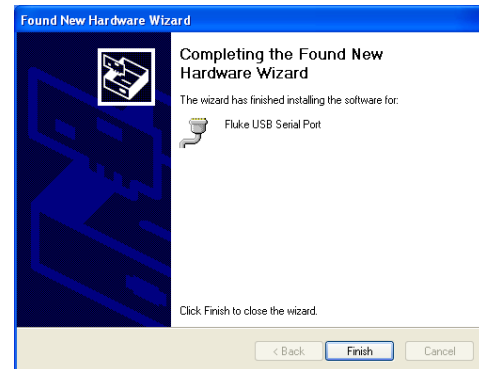 Found New Hardware Wizard
Completing the Found New
Hardware Wizard
The wizard has finished installing the software for:
Fluke USB Serial Port
Click Finish to close the wizard.
< Back Finish Cancel